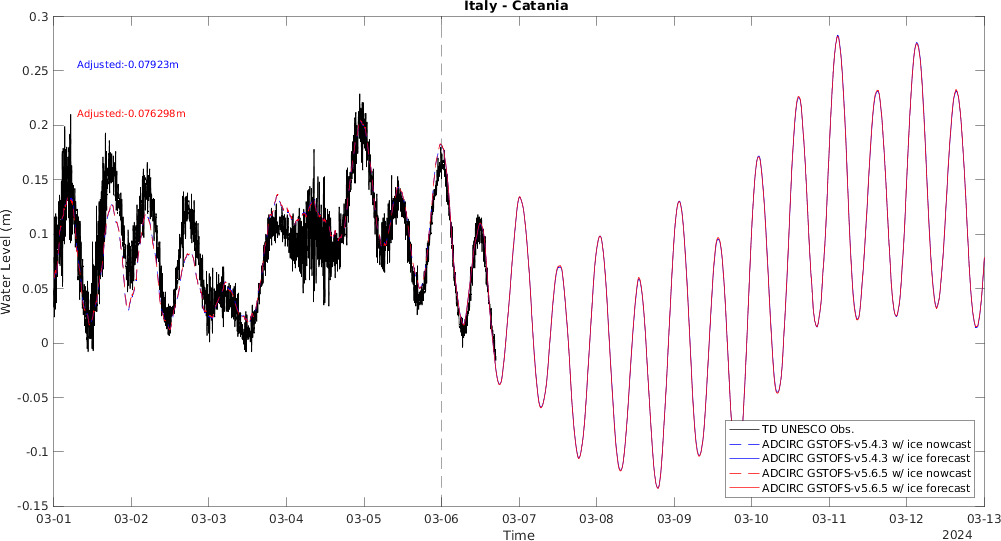 Italy - Catania
0.3
0.25
0.2
0.15
0.1
0.05
0
-0.05
-0.1
-0.15
Water Level (m)
Adjusted:-0.07923m
Adjusted:-0.076298m
TD UNESCO Obs.
ADCIRC GSTOFS-v5.4.3 w/ ice nowcast
ADCIRC GSTOFS-v5.4.3 w/ ice forecast
ADCIRC GSTOFS-v5.6.5 w/ ice nowcast
ADCIRC GSTOFS-v5.6.5 w/ ice forecast
03-01 03-02 03-03 03-04 03-05 03-06 03-07 03-08 03-09 03-10 03-11 03-12 03-13
Time
2024